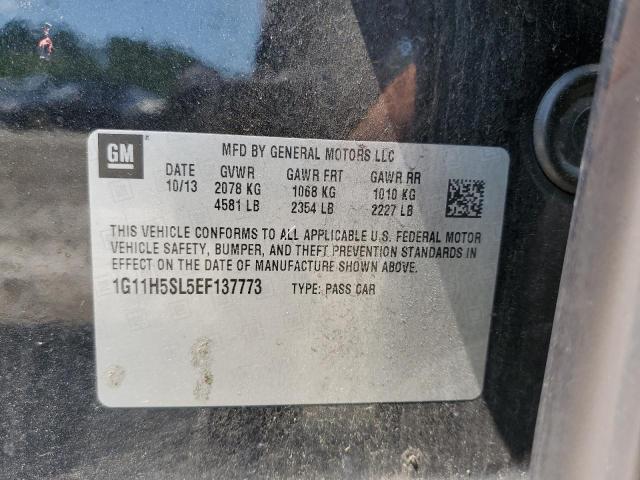 GM
MFD BY GENERAL MOTORS LLC
DATE GVWR GAWR FRT GAWR RR
10/13 2078 KG 1068 KG 1010 KG
4581 LB 2354 LB 2227 LB
THIS VEHICLE CONFORMS TO ALL APPLICABLE U.S. FEDERAL MOTOR
VEHICLE SAFETY, BUMPER, AND THEFT PREVENTION STANDARDS IN
EFFECT ON THE DATE OF MANUFACTURE SHOWN ABOVE.
1G11H5SL5EF137773 TYPE: PASS CAR